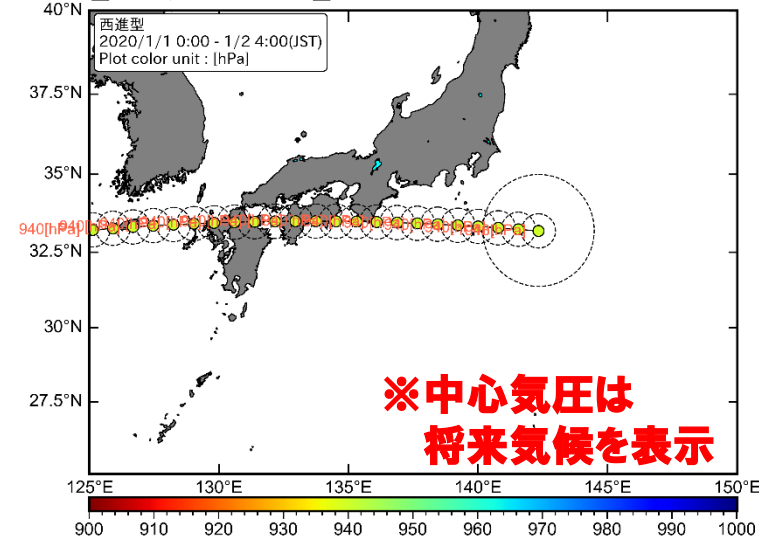 40°N
西進型
2020/1/1 0:00 - 1/2 4:00(JST)
Plot color unit : [hPa]
37.5°N
35°N
940[hPa]
32.5°N
30°N
27.5°N
※中心気圧は
将来気候を表示
125°E 130°E 135°E 140°E 145°E 150°E
900 910 920 930 940 950 960 970 980 990 1000